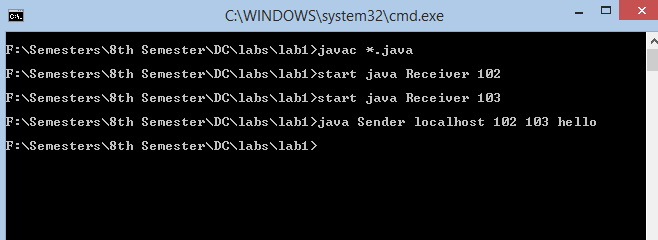 C:\WINDOWS\system32\cmd.exe
F:\Semesters\8th Semester\DC\labs\lab1>javac *.java
F:\Semesters\8th Semester\DC\labs\lab1>start java Receiver 102
F:\Semesters\8th Semester\DC\labs\lab1>start java Receiver 103
F:\Semesters\8th Semester\DC\labs\lab1>java Sender localhost 102 103 hello
F:\Semesters\8th Semester\DC\labs\lab1>